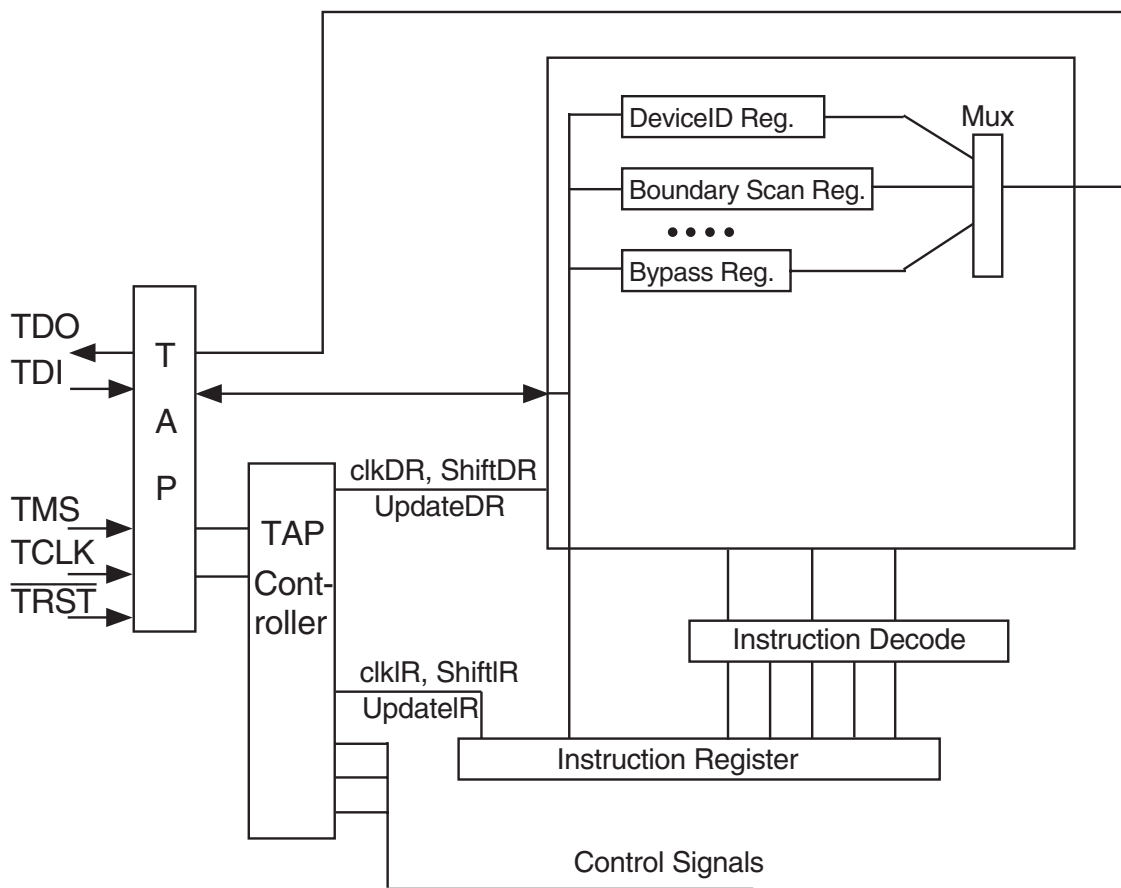 DeviceID Reg.
Mux
Boundary Scan Reg.
Bypass Reg.
TDO
TDI
T
A
P
TMS
TCLK
TRST
clkDR, ShiftDR
UpdateDR
TAP
Cont-
roller
Instruction Decode
clkIR, ShiftIR
UpdateIR
Instruction Register
Control Signals